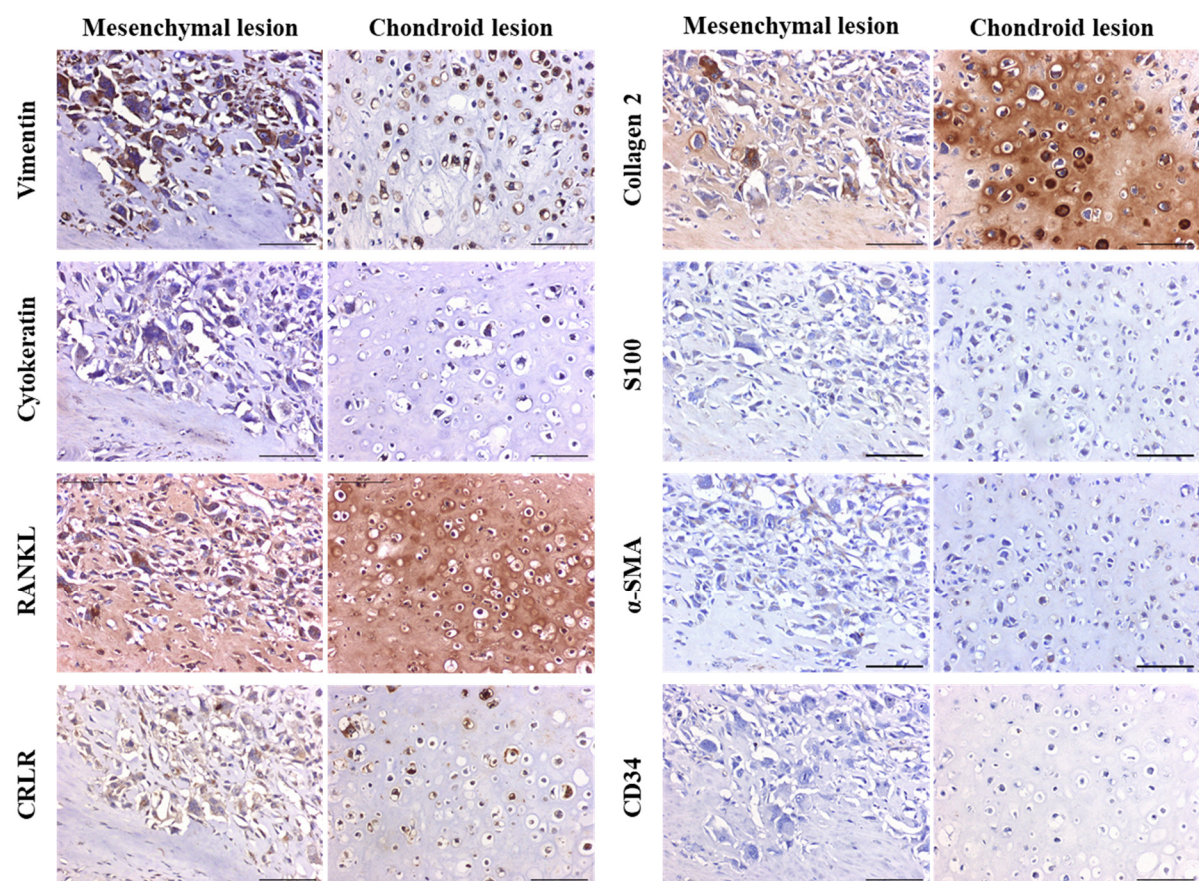 Mesenchymal lesion Chondroid lesion Mesenchymal lesion Chondroid lesion
Vimentin Collagen 2
Cytokeratin S100
RANKL α-SMA
CRLR CD34